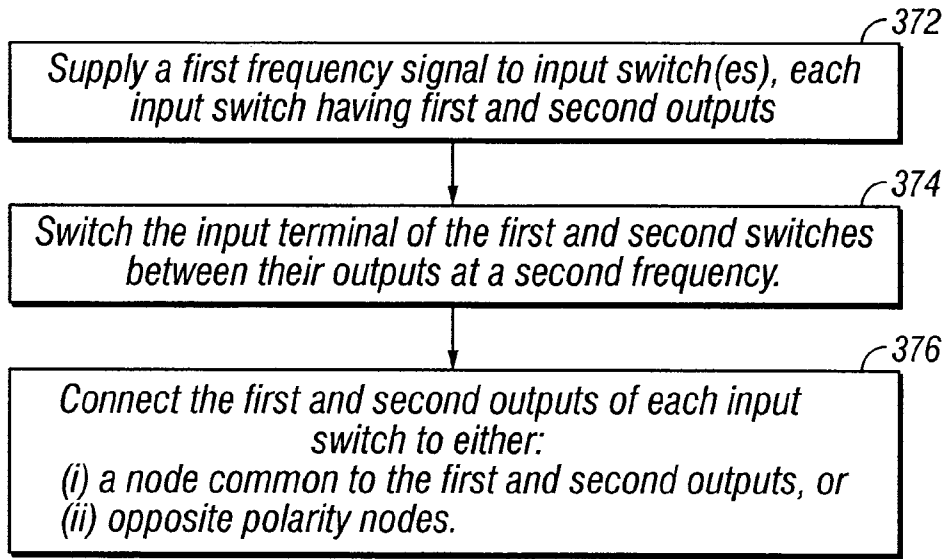 372
Supply a first frequency signal to input switch(es), each
input switch having first and second outputs
374
Switch the input terminal of the first and second switches
between their outputs at a second frequency.
376
Connect the first and second outputs of each input
switch to either:
(i) a node common to the first and second outputs, or
(ii) opposite polarity nodes.